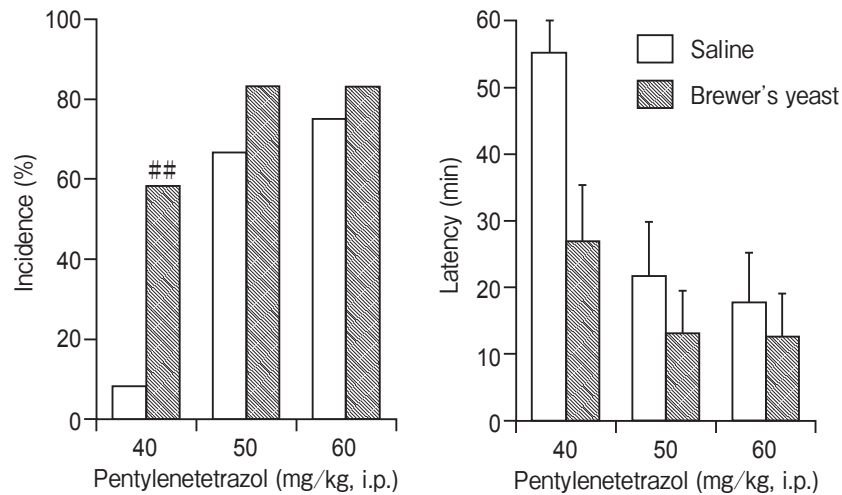 100
80
60
40
20
0
Incidence (%)
##
40 50 60
Pentylenetetrazol (mg/kg, i.p.)
60
50
40
30
20
10
0
Latency (min)
Saline
Brewer's yeast
40 50 60
Pentylenetetrazol (mg/kg, i.p.)